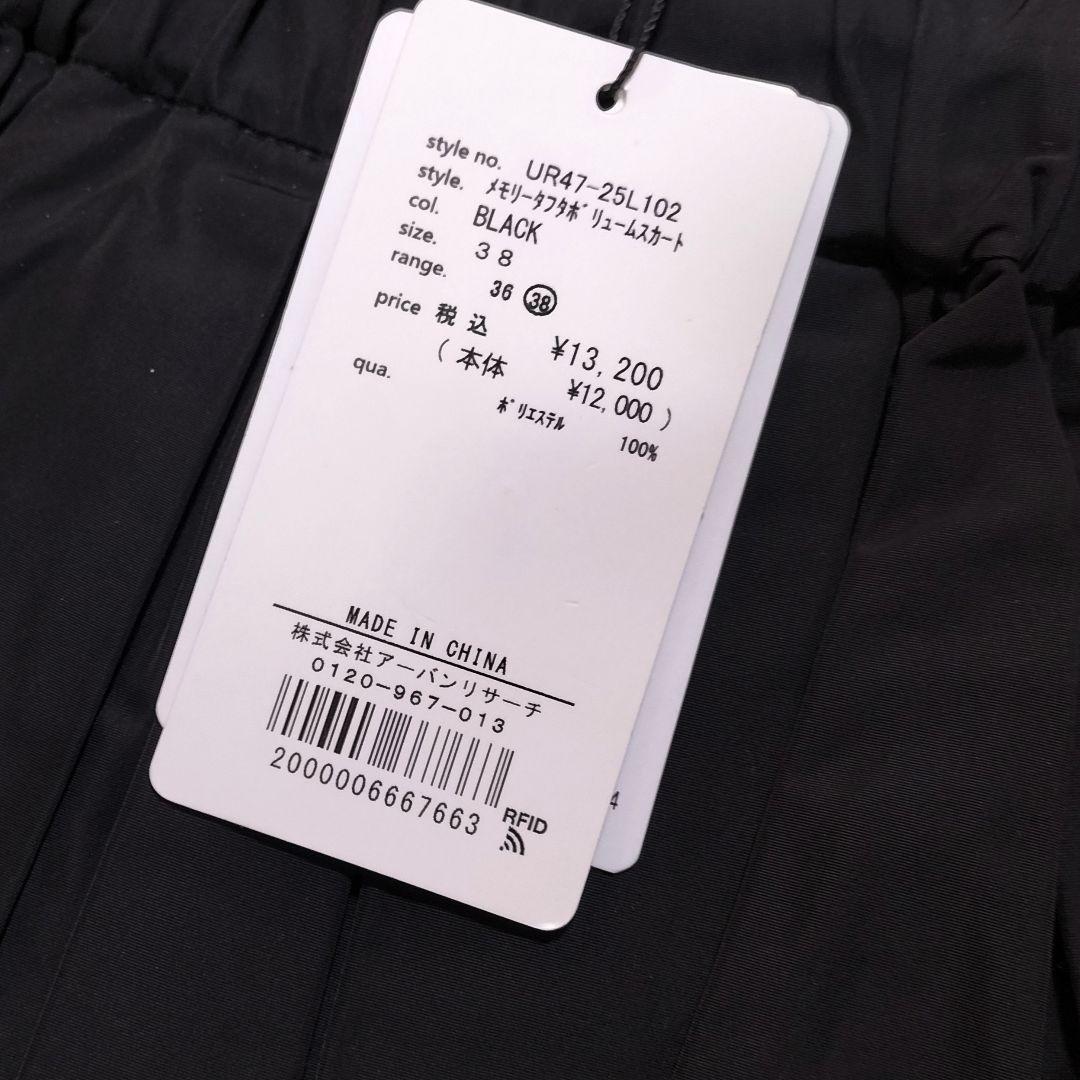 style no. UR47-25L102
style. ﾒﾓﾘｰﾀﾌﾀﾎﾞﾘｭｰﾑｽｶｰﾄ
col. BLACK
size. 38
range. 36 38
price 税込 ¥13,200
(本体 ¥12,000)
qua.
ﾎﾟﾘｴｽﾃﾙ 100%
MADE IN CHINA
株式会社アーバンリサーチ
0120-967-013
2000006667663
RFID
4